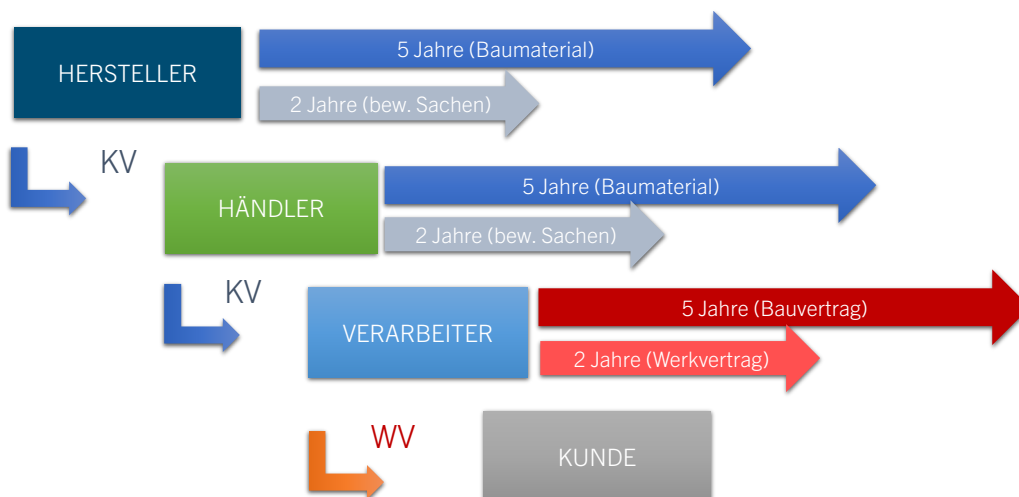 5 Jahre (Baumaterial)
HERSTELLER
2 Jahre (bew. Sachen)
KV
5 Jahre (Baumaterial)
HÄNDLER
2 Jahre (bew. Sachen)
KV
5 Jahre (Bauvertrag)
VERARBEITER
2 Jahre (Werkvertrag)
WV
KUNDE